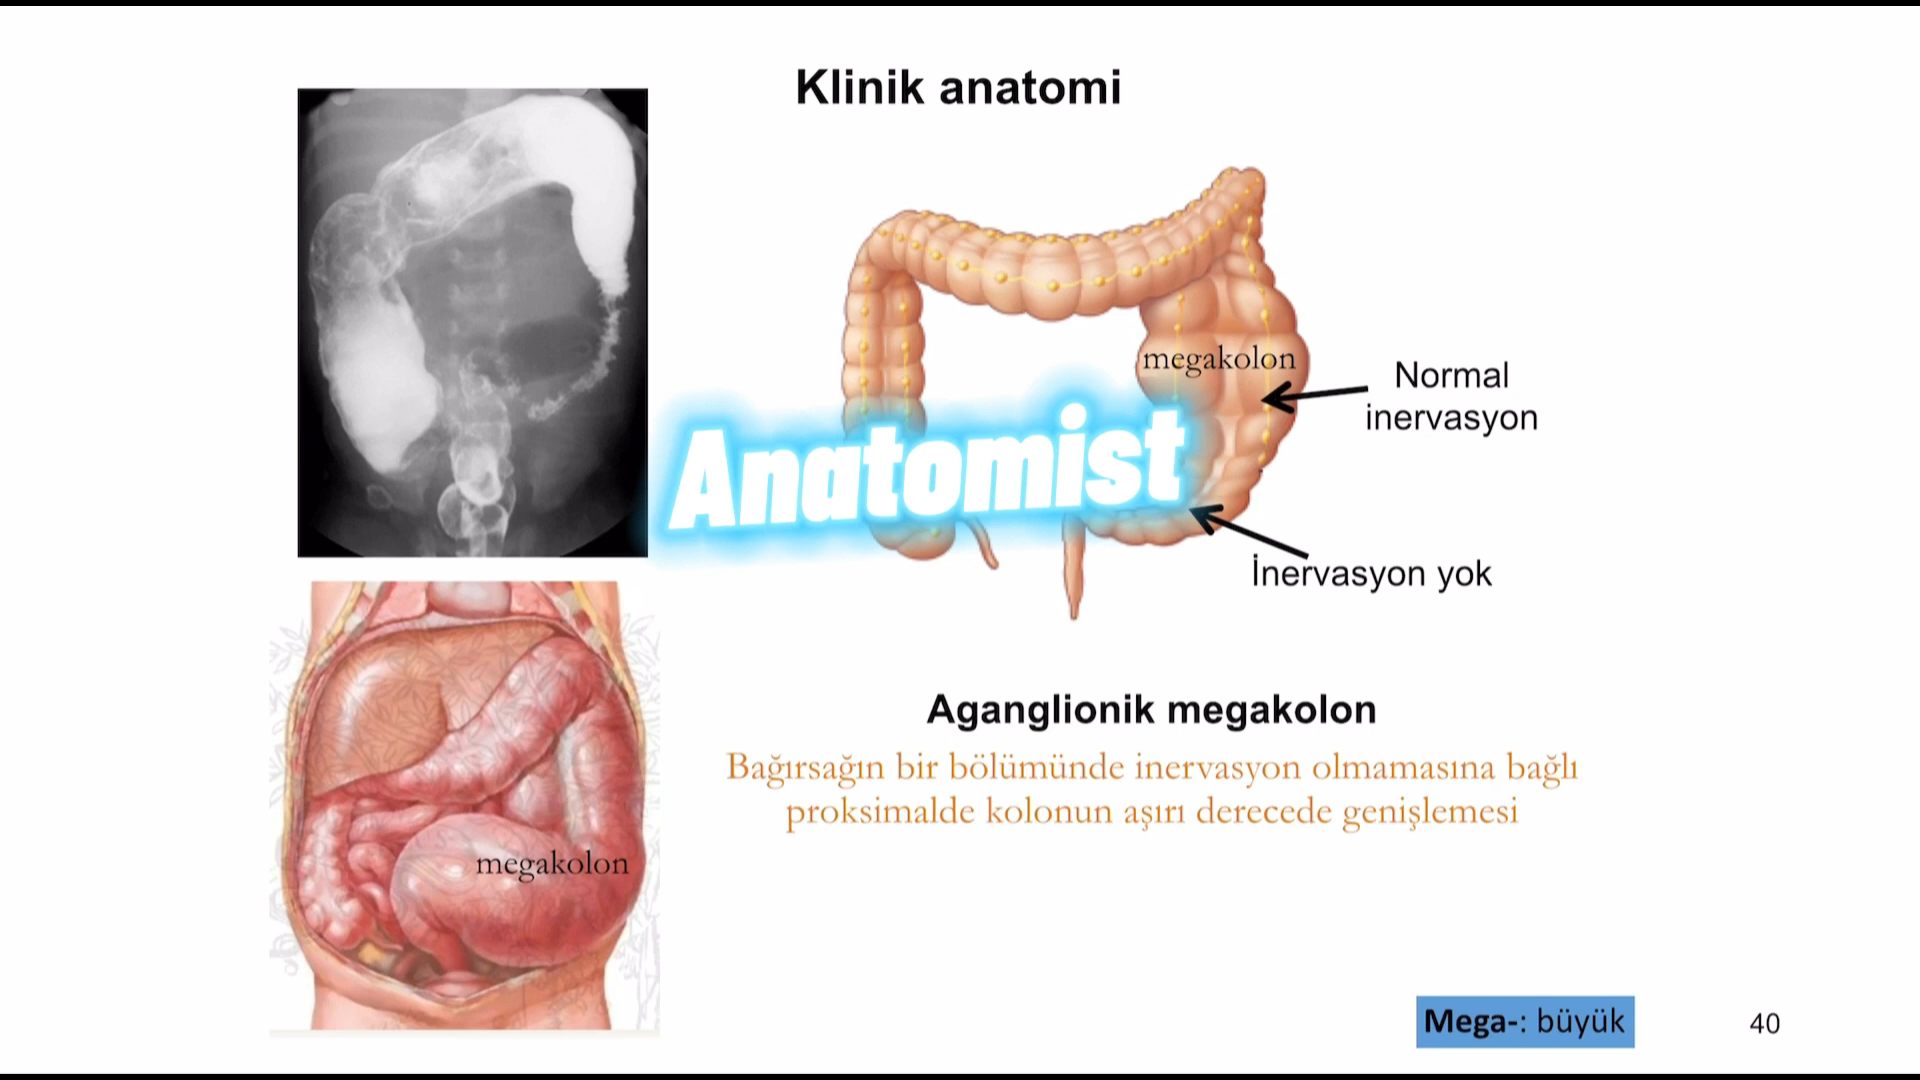 Klinik anatomi
megakolon
Normal
inervasyon
Anatomist
İnervasyon yok
Aganglionik megakolon
Bağırsağın bir bölümünde inervasyon olmamasına bağlı
proksimalde kolonun aşırı derecede genişlemesi
megakolon
Mega-: büyük
40